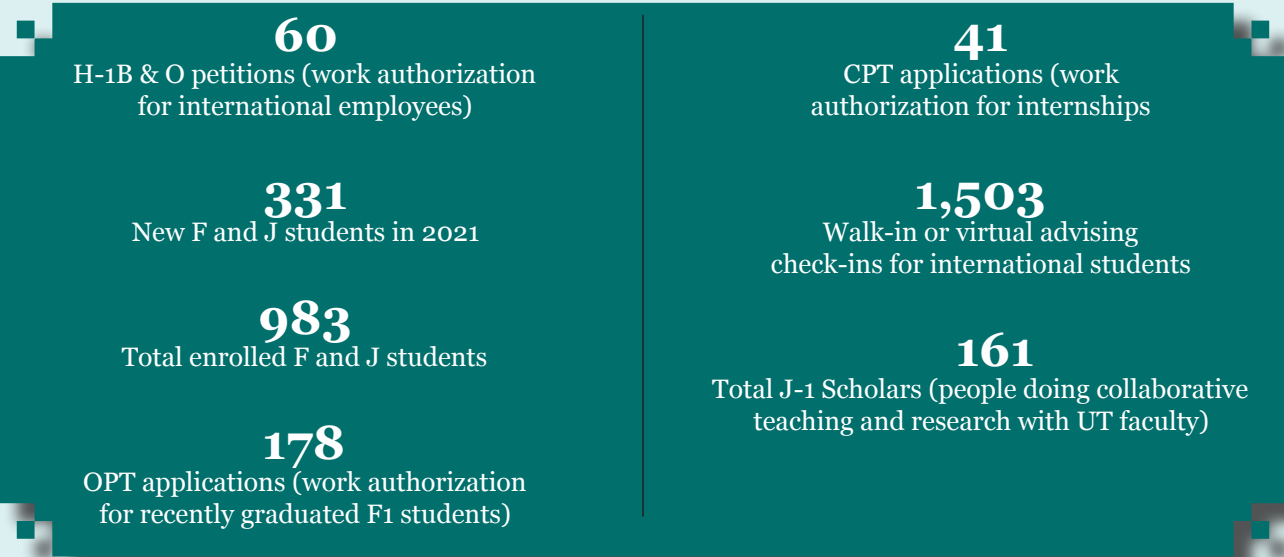 60
H-1B & O petitions (work authorization
for international employees)
331
New F and J students in 2021
983
Total enrolled F and J students
178
OPT applications (work authorization
for recently graduated F1 students)
41
CPT applications (work
authorization for internships
1,503
Walk-in or virtual advising
check-ins for international students
161
Total J-1 Scholars (people doing collaborative
teaching and research with UT faculty)